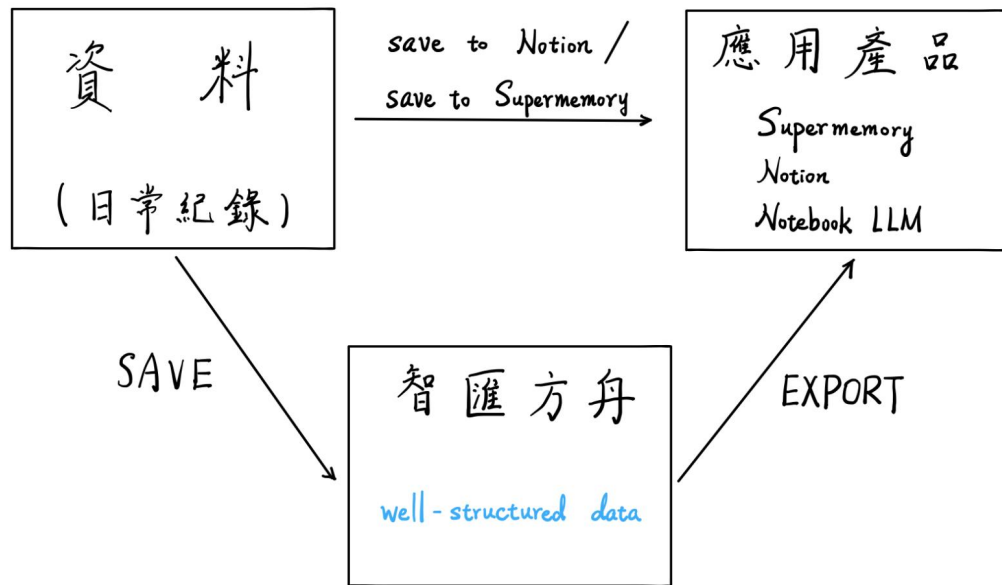 資料
(日常紀錄)
save to Notion /
save to Supermemory
應用產品
Supermemory
Notion
Notebook LLM
SAVE
智匯方舟
well-structured data
EXPORT